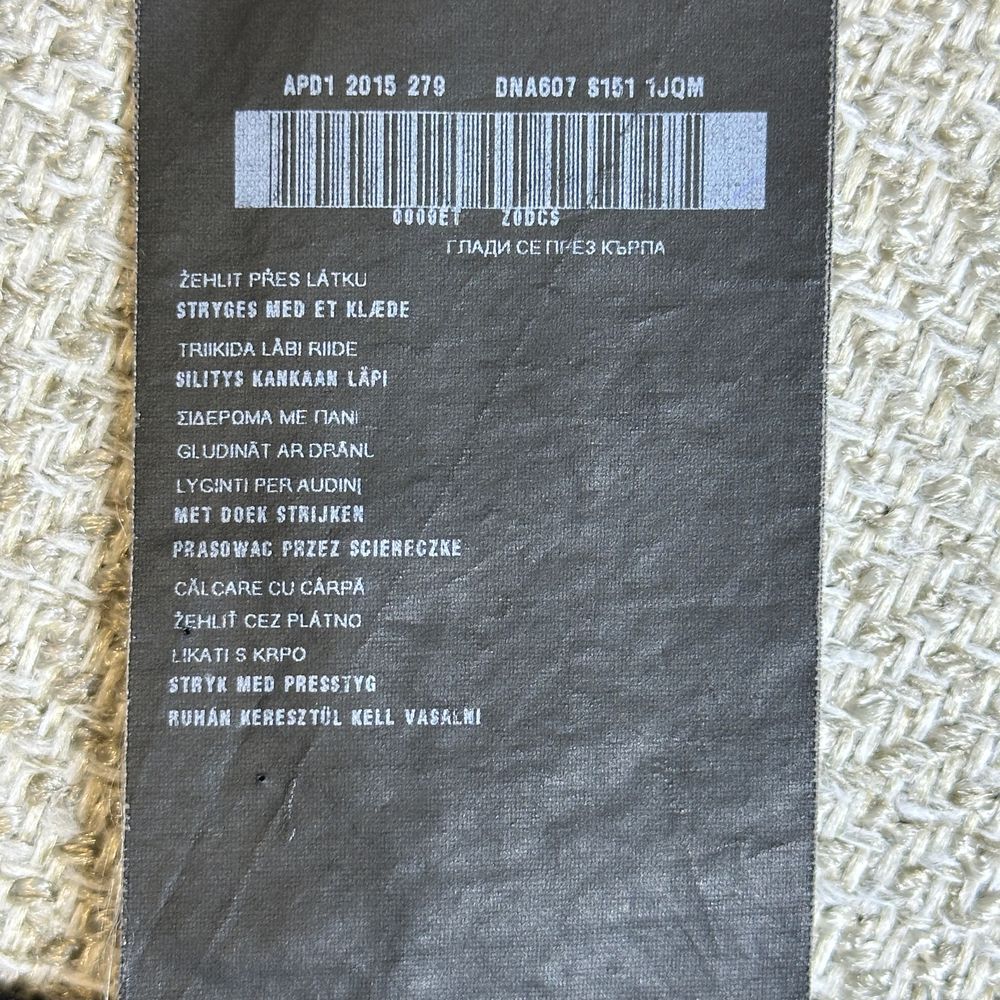 APD1 2015 279 DNA607 S151 1JQM
0000ET Z0DCS
ГЛАДИ СЕ ПРЕЗ КЪРПА
ŽEHLIT PŘES LÁTKU
STRYGES MED ET KLÆDE
TRIIKIDA LÄBI RIIDE
SILITYS KANKAAN LÄPI
ΣΙΔΕΡΩΜΑ ΜΕ ΠΑΝΙ
GLUDINĀT AR DRĀNU
LYGINTI PER AUDINĮ
MET DOEK STRIJKEN
PRASOWAC PRZEZ SCIERECZKE
CĂLCARE CU CÂRPĂ
ŽEHLIŤ CEZ PLÁTNO
LIKATI S KRPO
STRYK MED PRESSTYG
RUHÁN KERESZTÜL KELL VASALNI